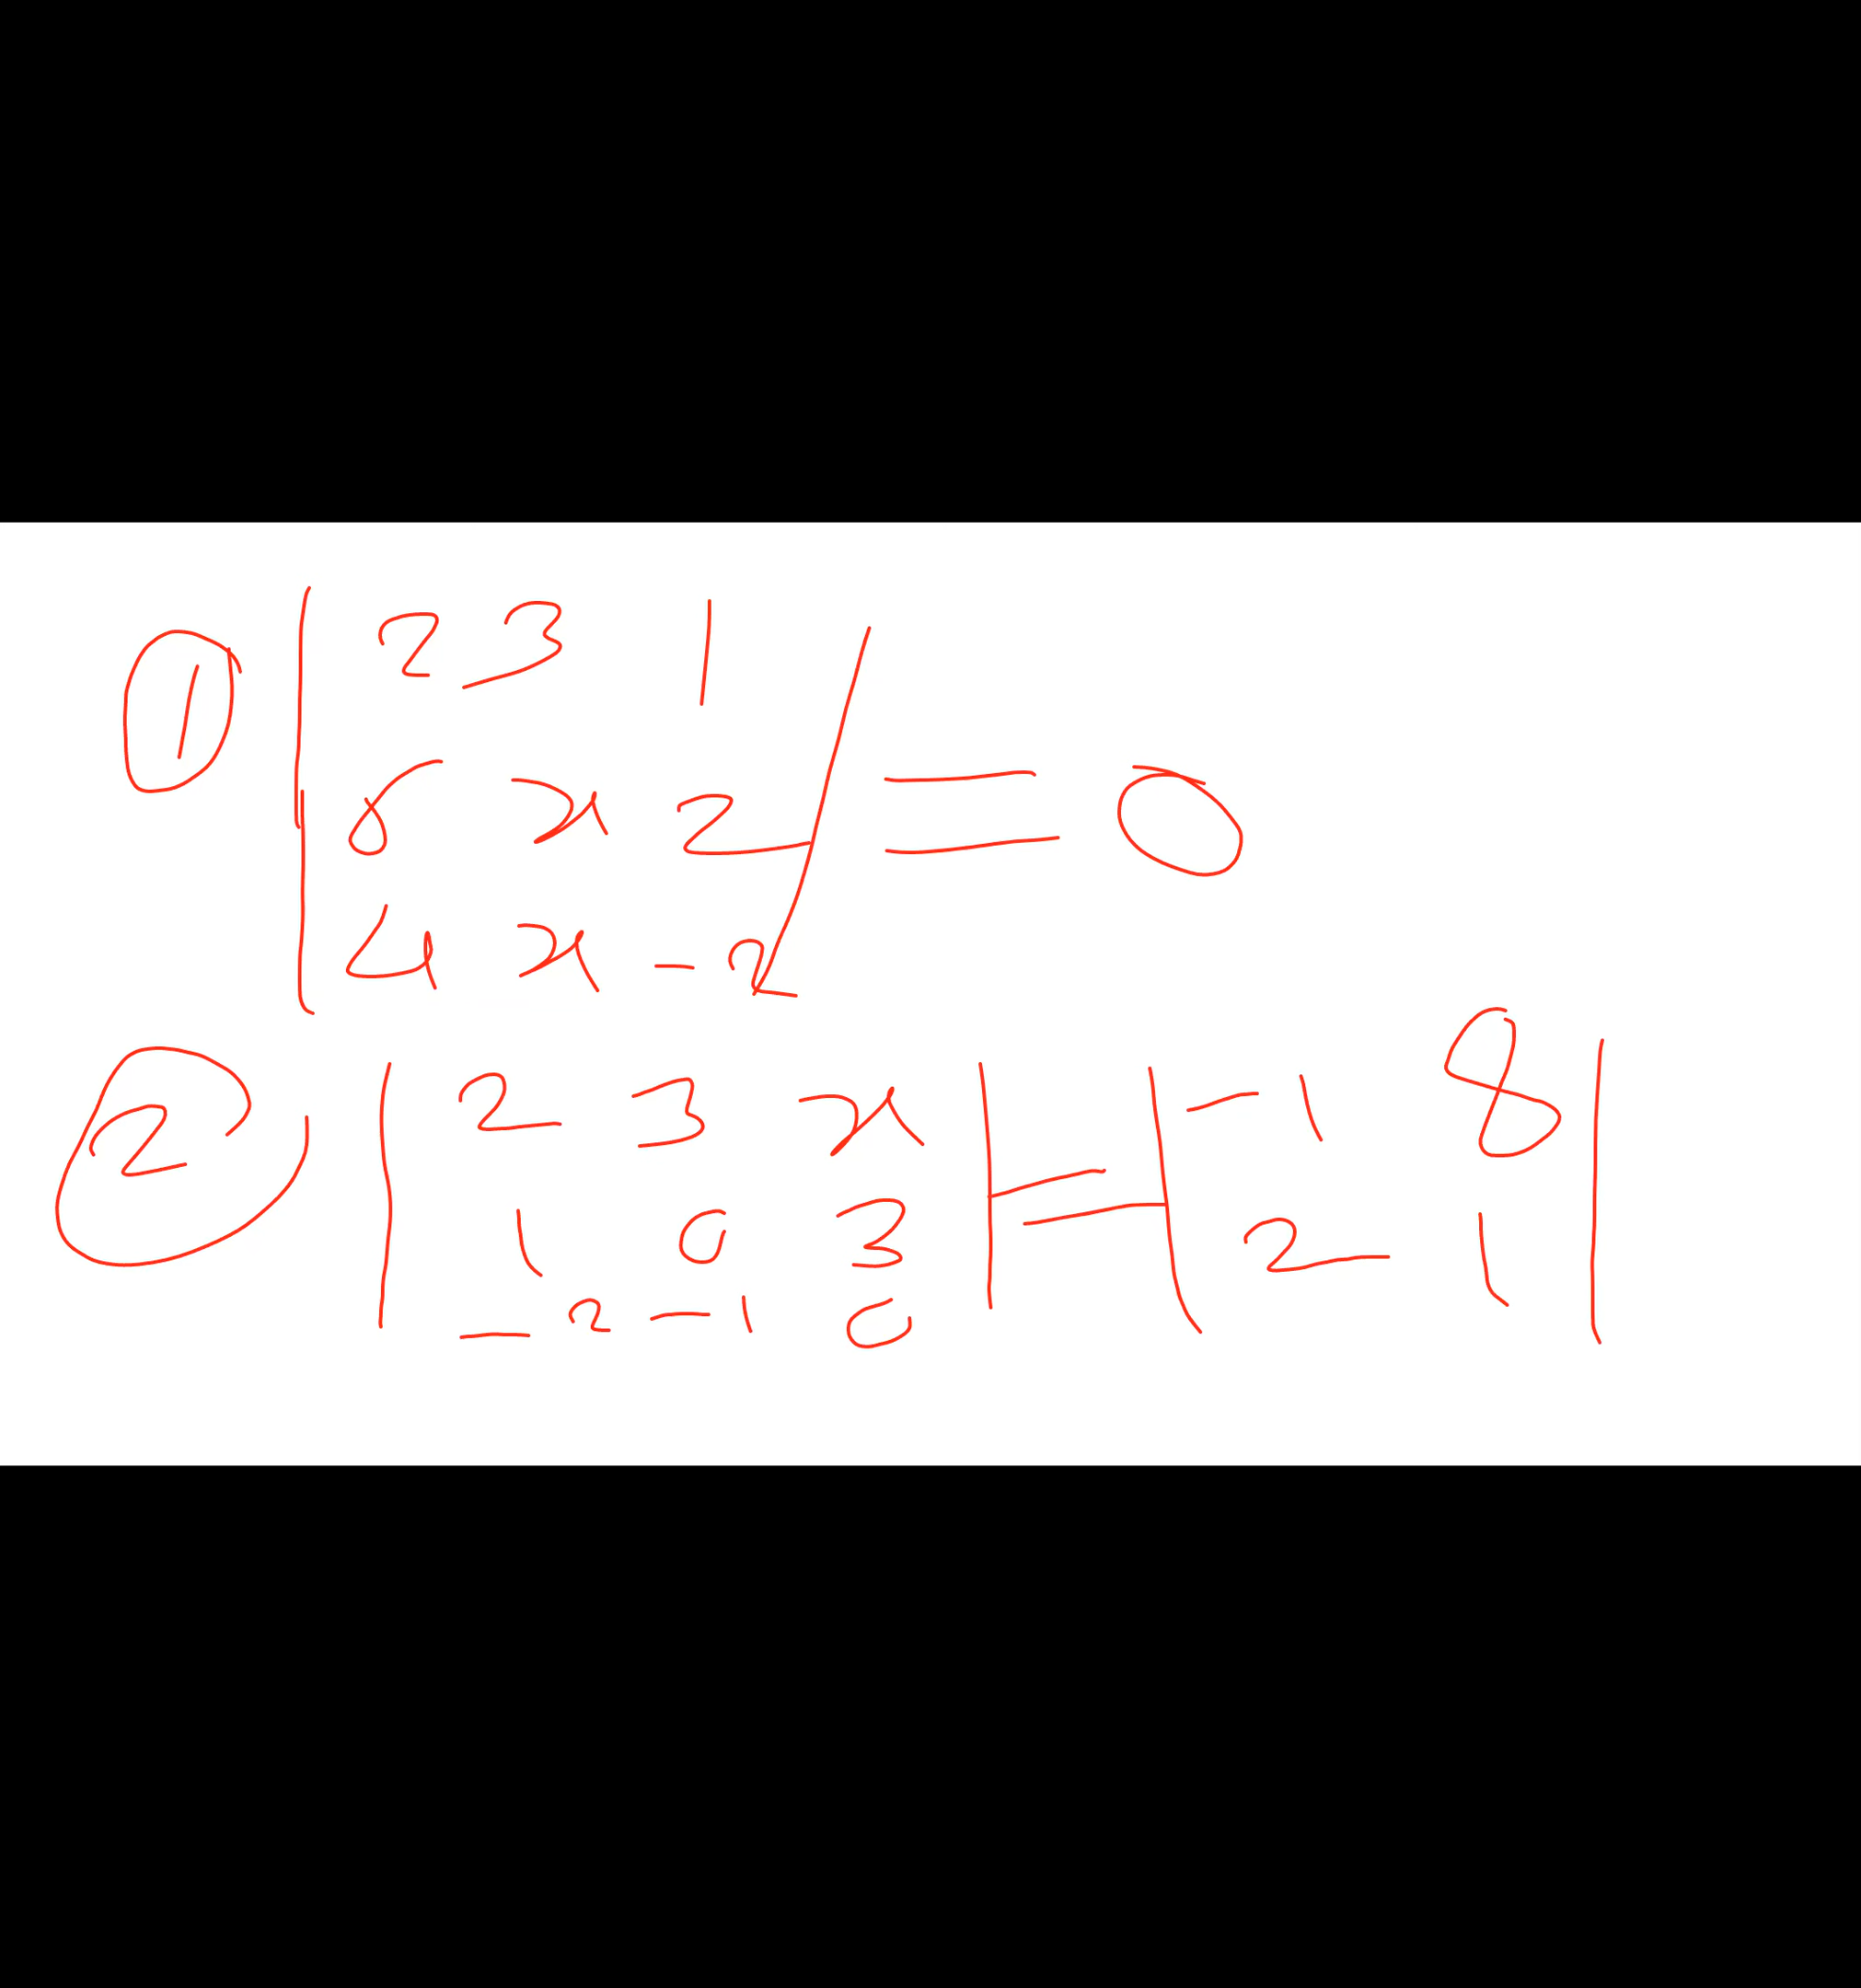 ① | 2 3 1 |
| 8 x 2 | = 0
| 4 x -2 |
② | 2 3 x | = | -1 8 |
| 1 0 3 | | 2 1 |
| -2 -1 0 |